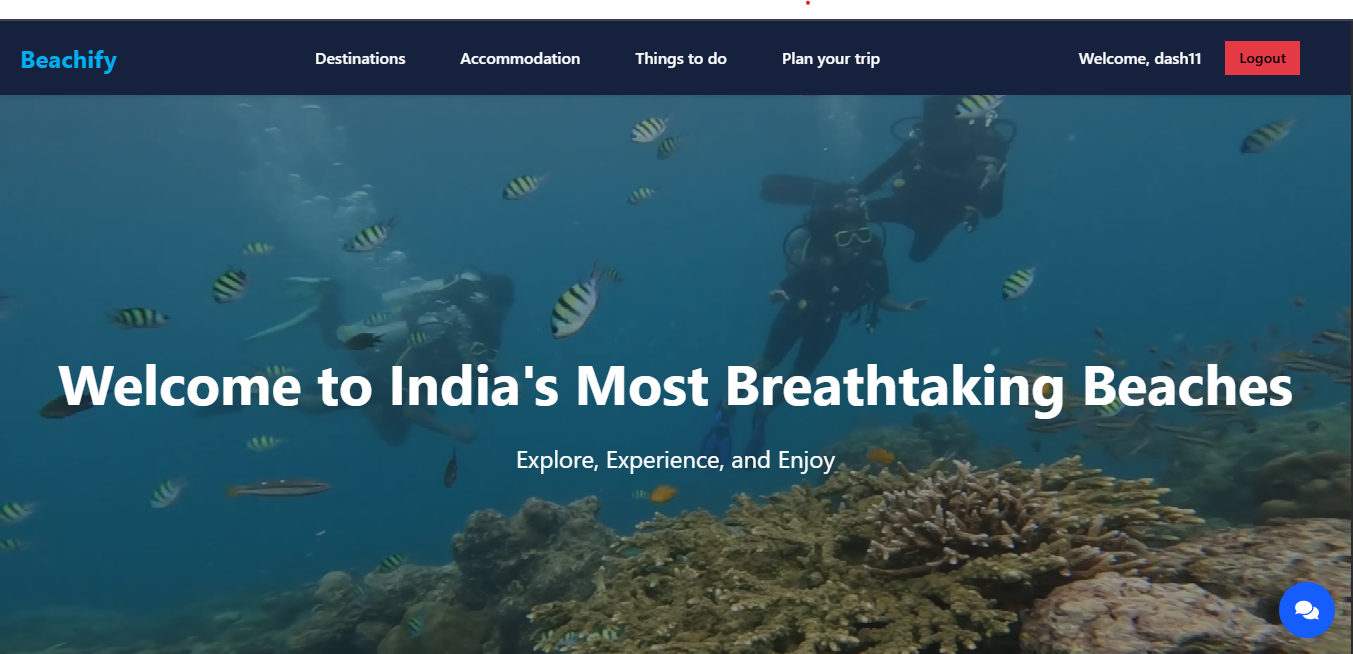 Beachify
Destinations
Accommodation
Things to do
Plan your trip
Welcome, dash11
Logout
Welcome to India's Most Breathtaking Beaches
Explore, Experience, and Enjoy